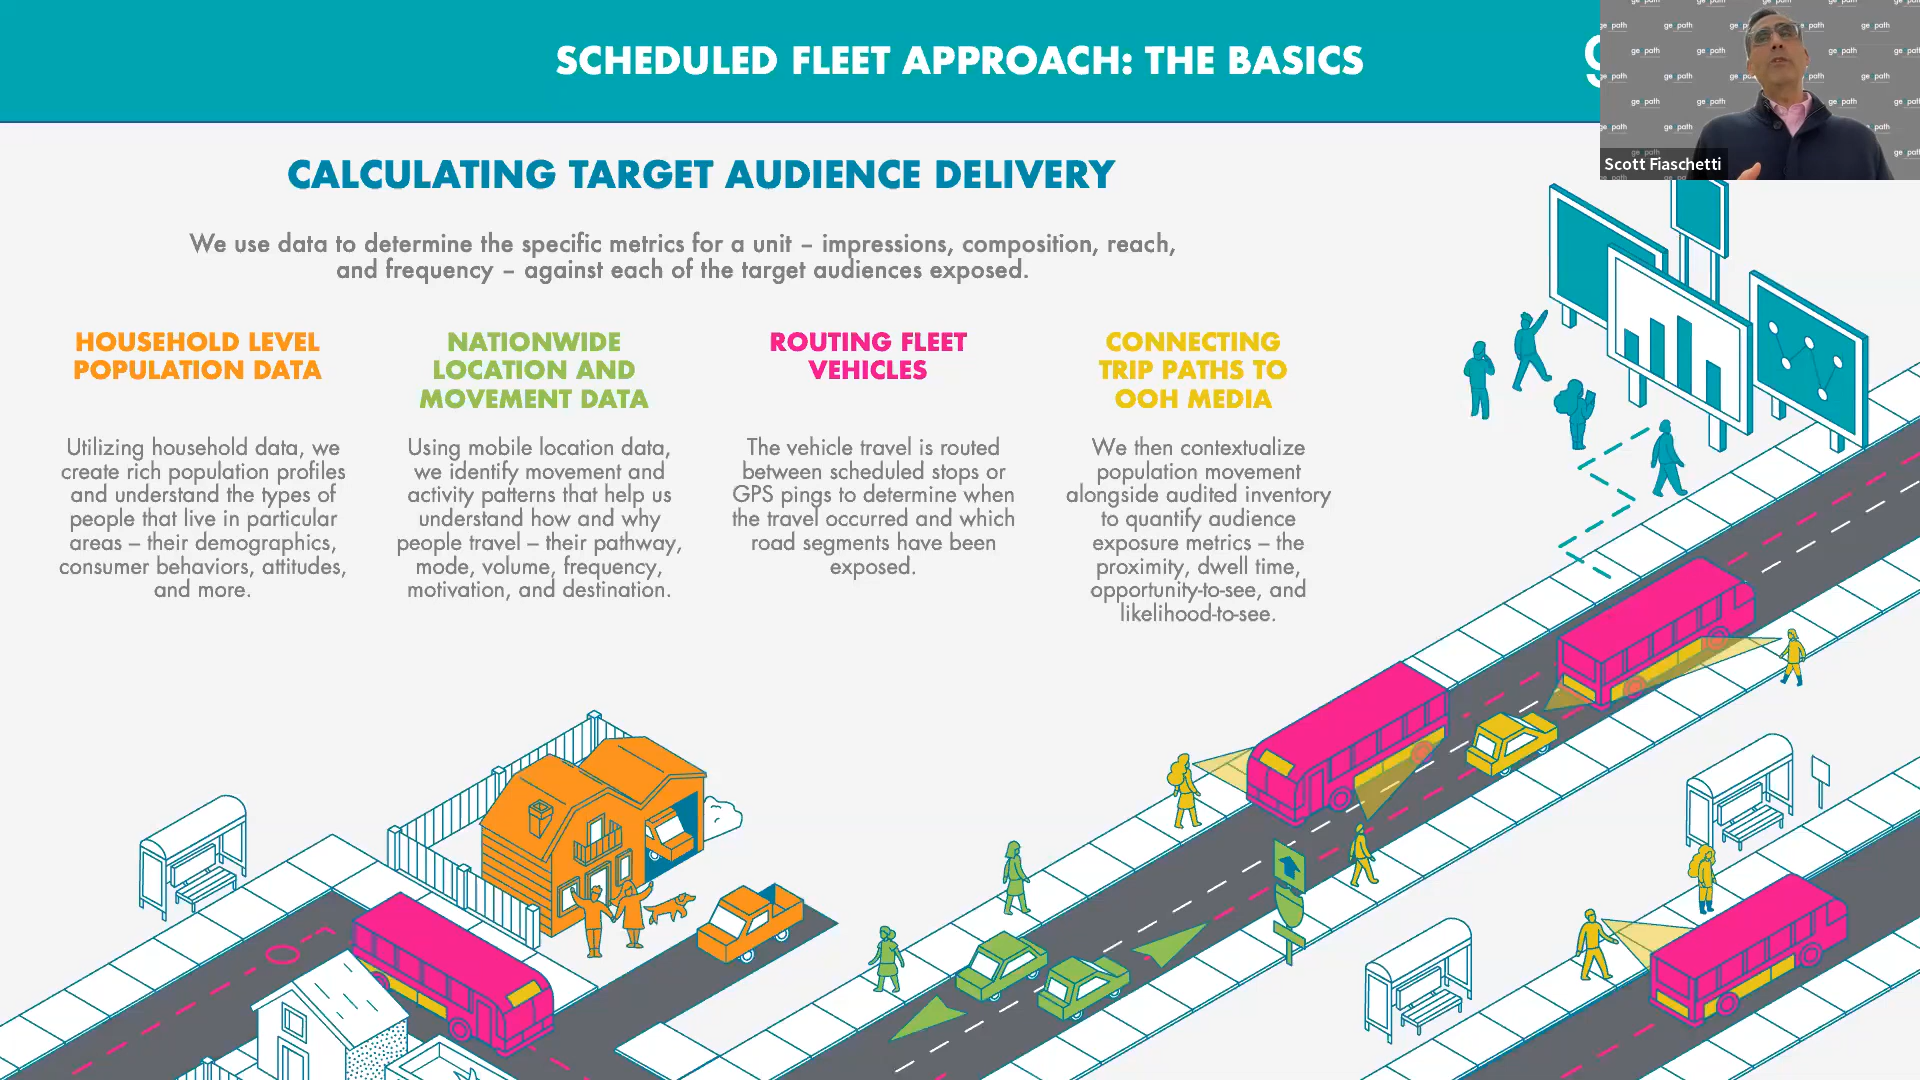 SCHEDULED FLEET APPROACH: THE BASICS
Scott Fiaschetti
CALCULATING TARGET AUDIENCE DELIVERY
We use data to determine the specific metrics for a unit – impressions, composition, reach,
and frequency – against each of the target audiences exposed.
HOUSEHOLD LEVEL
POPULATION DATA
Utilizing household data, we
create rich population profiles
and understand the types of
people that live in particular
areas – their demographics,
consumer behaviors, attitudes,
and more.
NATIONWIDE
LOCATION AND
MOVEMENT DATA
Using mobile location data,
we identify movement and
activity patterns that help us
understand how and why
people travel – their pathway,
mode, volume, frequency,
motivation, and destination.
ROUTING FLEET
VEHICLES
The vehicle travel is routed
between scheduled stops or
GPS pings to determine when
the travel occurred and which
road segments have been
exposed.
CONNECTING
TRIP PATHS TO
OOH MEDIA
We then contextualize
population movement
alongside audited inventory
to quantify audience
exposure metrics – the
proximity, dwell time,
opportunity-to-see, and
likelihood-to-see.